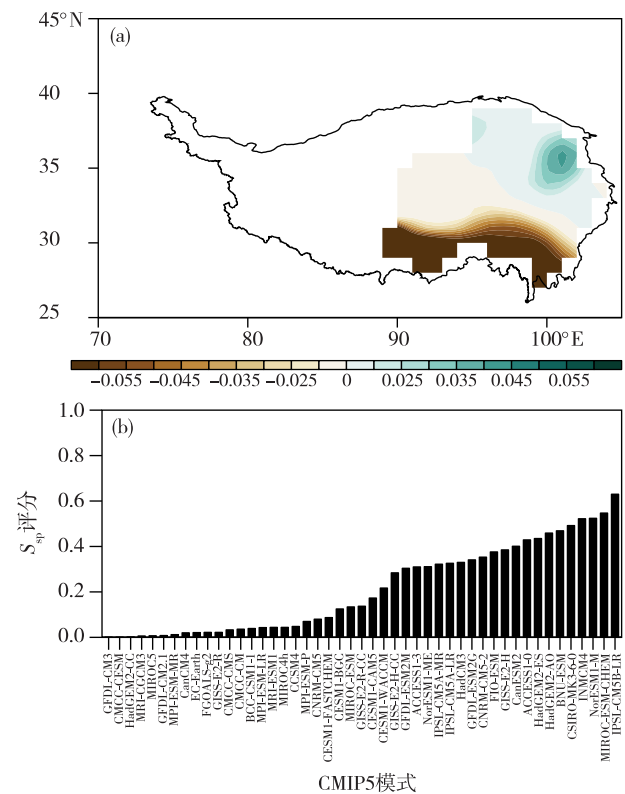 45°N
(a)
40
35
30
25
70
80
90
100°E
−0.055
−0.045
−0.035
−0.025
0
0.025
0.035
0.045
0.055
1.0
(b)
0.8
0.6
0.4
0.2
0.0
Ssp评分
GFDL-CM3
CMCC-CESM
HadGEM2-CC
MRI-CGCM3
MIROC5
GFDL-CM2.1
MPI-ESM-MR
CanCM4
EC-Earth
FGOALS-g2
GISS-E2-R
CMCC-CMS
CMCC-CM
BCC-CSM1-1
MPI-ESM-LR
MRI-ESM1
MIROC4h
CCSM4
MPI-ESM-P
CNRM-CM5
CESM1-FASTCHEM
CESM1-BGC
MIROC-ESM
GISS-E2-R-CC
CESM1-CAM5
CESM1-WACCM
GISS-E2-H-CC
GFDL-ESM2M
ACCESS1-3
NorESM1-ME
IPSL-CM5A-MR
IPSL-CM5A-LR
HadCM3
GFDL-ESM2G
CNRM-CM5-2
FIO-ESM
GISS-E2-H
CanESM2
ACCESS1-0
HadGEM2-ES
HadGEM2-AO
BNU-ESM
CSIRO-MK3-6-0
INMCM4
NorESM1-M
MIROC-ESM-CHEM
IPSL-CM5B-LR
CMIP5模式